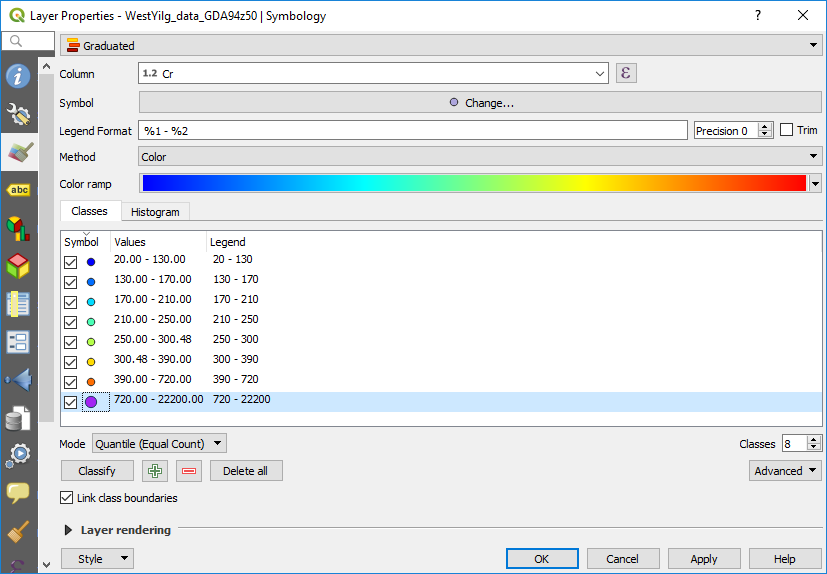 Layer Properties - WestYilg_data_GDA94z50 | Symbology ?
Graduated
Column 1.2 Cr ε
Symbol Change...
Legend Format %1 - %2 Precision 0 Trim
Method Color
Color ramp
Classes Histogram
Symbol Values Legend
20.00 - 130.00 20 - 130
130.00 - 170.00 130 - 170
170.00 - 210.00 170 - 210
210.00 - 250.00 210 - 250
250.00 - 300.48 250 - 300
300.48 - 390.00 300 - 390
390.00 - 720.00 390 - 720
720.00 - 22200.00 720 - 22200
Mode Quantile (Equal Count) Classes 8
Classify Delete all Advanced
Link class boundaries
Layer rendering
Style OK Cancel Apply Help
abc